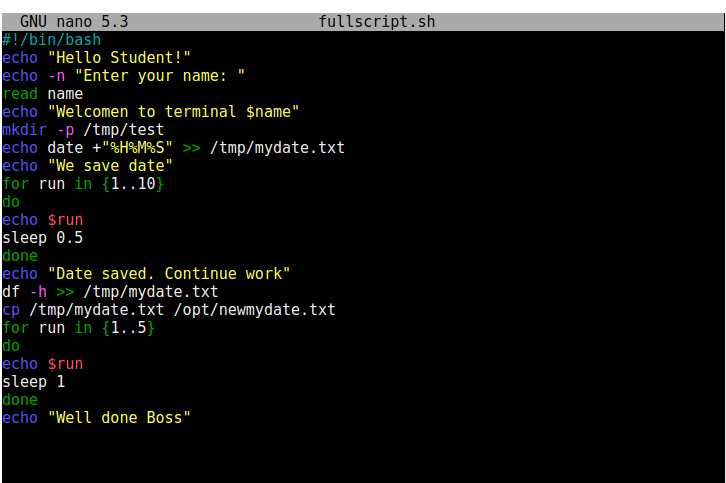 GNU nano 5.3 fullscript.sh
#!/bin/bash
echo "Hello Student!"
echo -n "Enter your name: "
read name
echo "Welcomen to terminal $name"
mkdir -p /tmp/test
echo date +"%H%M%S" >> /tmp/mydate.txt
echo "We save date"
for run in {1..10}
do
echo $run
sleep 0.5
done
echo "Date saved. Continue work"
df -h >> /tmp/mydate.txt
cp /tmp/mydate.txt /opt/newmydate.txt
for run in {1..5}
do
echo $run
sleep 1
done
echo "Well done Boss"